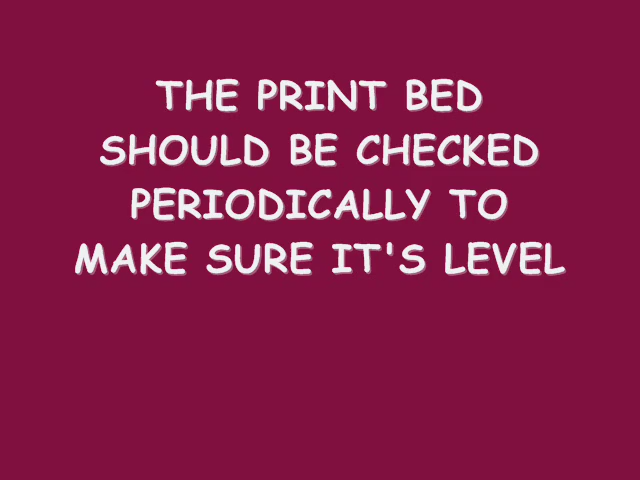 THE PRINT BED
SHOULD BE CHECKED
PERIODICALLY TO
MAKE SURE IT'S LEVEL